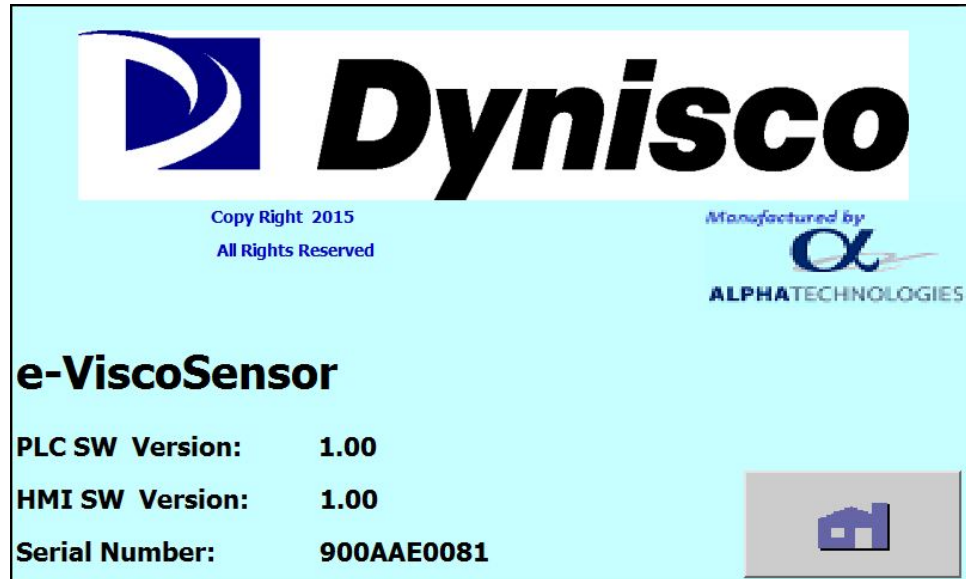 Dynisco
Copy Right 2015
All Rights Reserved
Manufactured by
ALPHATECHNOLOGIES
e-ViscoSensor
PLC SW Version: 1.00
HMI SW Version: 1.00
Serial Number: 900AAE0081